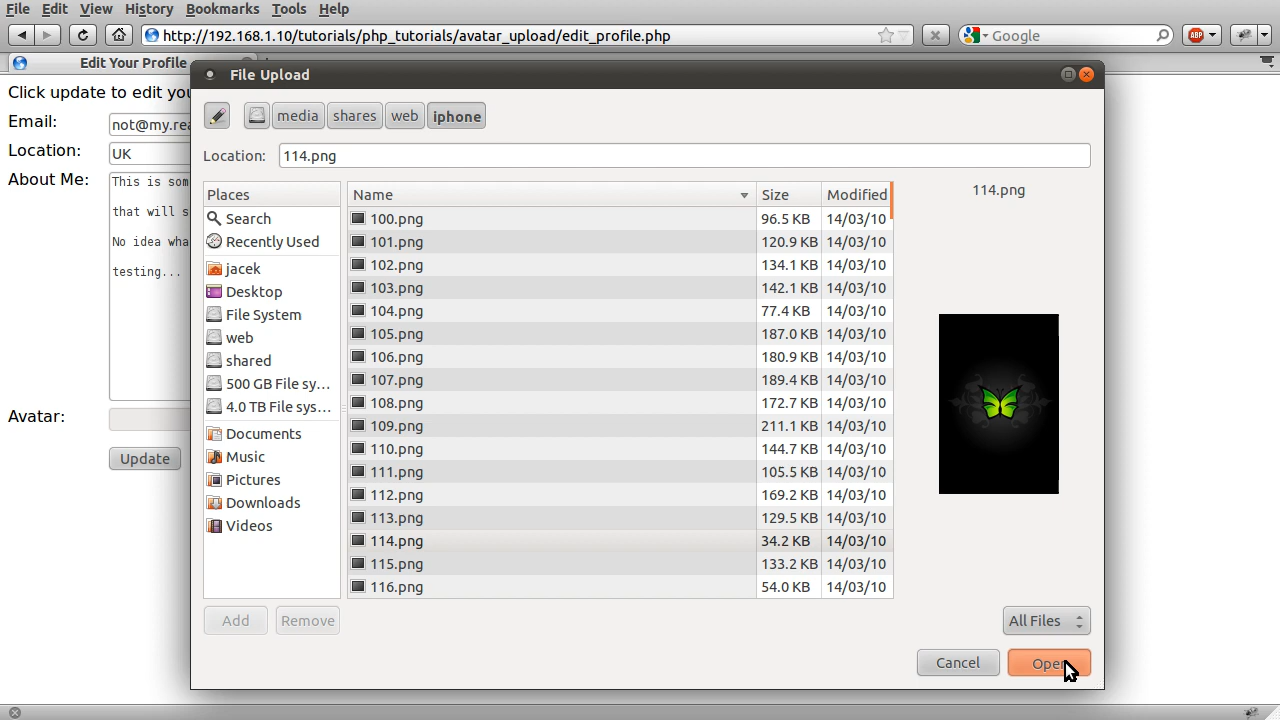 File Edit View History Bookmarks Tools Help
http://192.168.1.10/tutorials/php_tutorials/avatar_upload/edit_profile.php
Google
ABP
Edit Your Profile
File Upload
Click update to edit
Email:
Location: UK
About Me:
This is
that will
No idea
testing...
Avatar:
Update
media shares web iphone
Location: 114.png
Places
Search
Recently Used
jacek
Desktop
File System
web
shared
500 GB File sy...
4.0 TB File sys...
Documents
Music
Pictures
Downloads
Videos
Name Size Modified
100.png 96.5 KB 14/03/10
101.png 120.9 KB 14/03/10
102.png 134.1 KB 14/03/10
103.png 142.1 KB 14/03/10
104.png 77.4 KB 14/03/10
105.png 187.0 KB 14/03/10
106.png 180.9 KB 14/03/10
107.png 189.4 KB 14/03/10
108.png 172.7 KB 14/03/10
109.png 211.1 KB 14/03/10
110.png 144.7 KB 14/03/10
111.png 105.5 KB 14/03/10
112.png 169.2 KB 14/03/10
113.png 129.5 KB 14/03/10
114.png 34.2 KB 14/03/10
115.png 133.2 KB 14/03/10
116.png 54.0 KB 14/03/10
114.png
Add Remove
All Files
Cancel Open